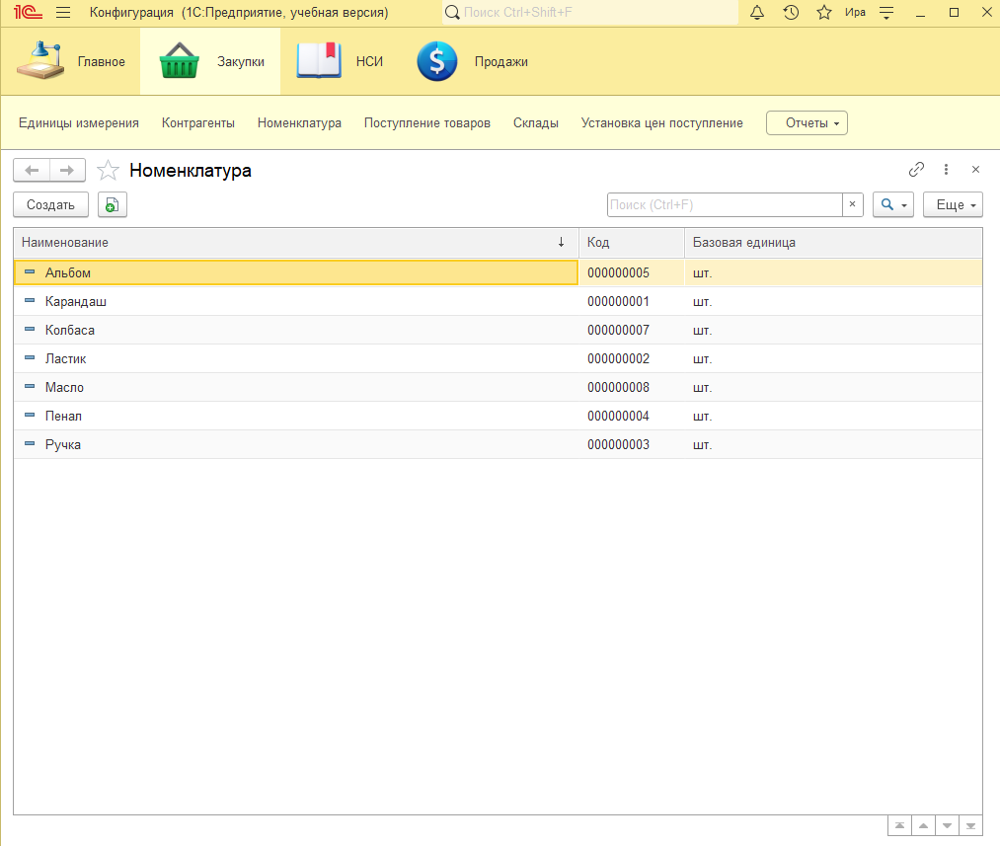 1С Конфигурация (1С:Предприятие, учебная версия) Поиск Ctrl+Shift+F Ира
Главное Закупки НСИ $ Продажи
Единицы измерения Контрагенты Номенклатура Поступление товаров Склады Установка цен поступление Отчеты
Номенклатура
Создать Поиск (Ctrl+F) × Еще
Наименование ↓ Код Базовая единица
Альбом 000000005 шт.
Карандаш 000000001 шт.
Колбаса 000000007 шт.
Ластик 000000002 шт.
Масло 000000008 шт.
Пенал 000000004 шт.
Ручка 000000003 шт.